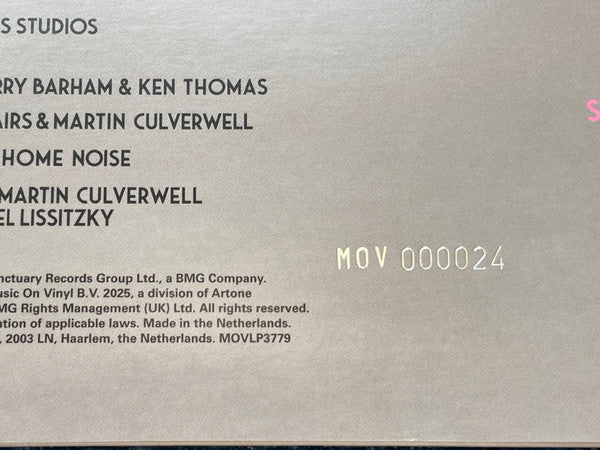 S STUDIOS
RRY BARHAM & KEN THOMAS
AIRS & MARTIN CULVERWELL
HOME NOISE
MARTIN CULVERWELL
EL LISSITZKY
S
MOV 000024
nctuary Records Group Ltd., a BMG Company.
usic On Vinyl B.V. 2025, a division of Artone
MG Rights Management (UK) Ltd. All rights reserved.
ation of applicable laws. Made in the Netherlands.
, 2003 LN, Haarlem, the Netherlands. MOVLP3779